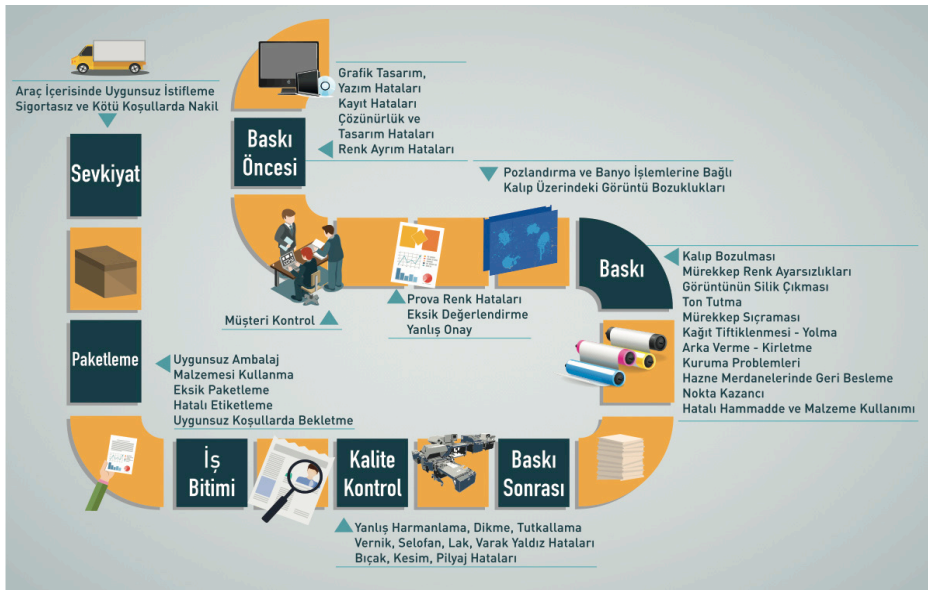 Araç İçerisinde Uygunsuz İstifleme
Sigortasız ve Kötü Koşullarda Nakil
Sevkiyat
Baskı
Öncesi
Grafik Tasarım,
Yazım Hataları
Kayıt Hataları
Çözünürlük ve
Tasarım Hataları
Renk Ayrım Hataları
Pozlandırma ve Banyo İşlemlerine Bağlı
Kalıp Üzerindeki Görüntü Bozuklukları
Müşteri Kontrol
Prova Renk Hataları
Eksik Değerlendirme
Yanlış Onay
Baskı
Kalıp Bozulması
Mürekkep Renk Ayarsızlıkları
Görüntünün Silik Çıkması
Ton Tutma
Mürekkep Sıçraması
Kağıt Tiftiklenmesi - Yolma
Arka Verme - Kirletme
Kuruma Problemleri
Hazne Merdanelerinde Geri Besleme
Nokta Kazancı
Hatalı Hammadde ve Malzeme Kullanımı
Paketleme
Uygunsuz Ambalaj
Malzemesi Kullanma
Eksik Paketleme
Hatalı Etiketleme
Uygunsuz Koşullarda Bekletme
İş
Bitimi
Kalite
Kontrol
Baskı
Sonrası
Yanlış Harmanlama, Dikme, Tutkallama
Vernik, Selofan, Lak, Varak Yaldız Hataları
Bıçak, Kesim, Pilyaj Hataları